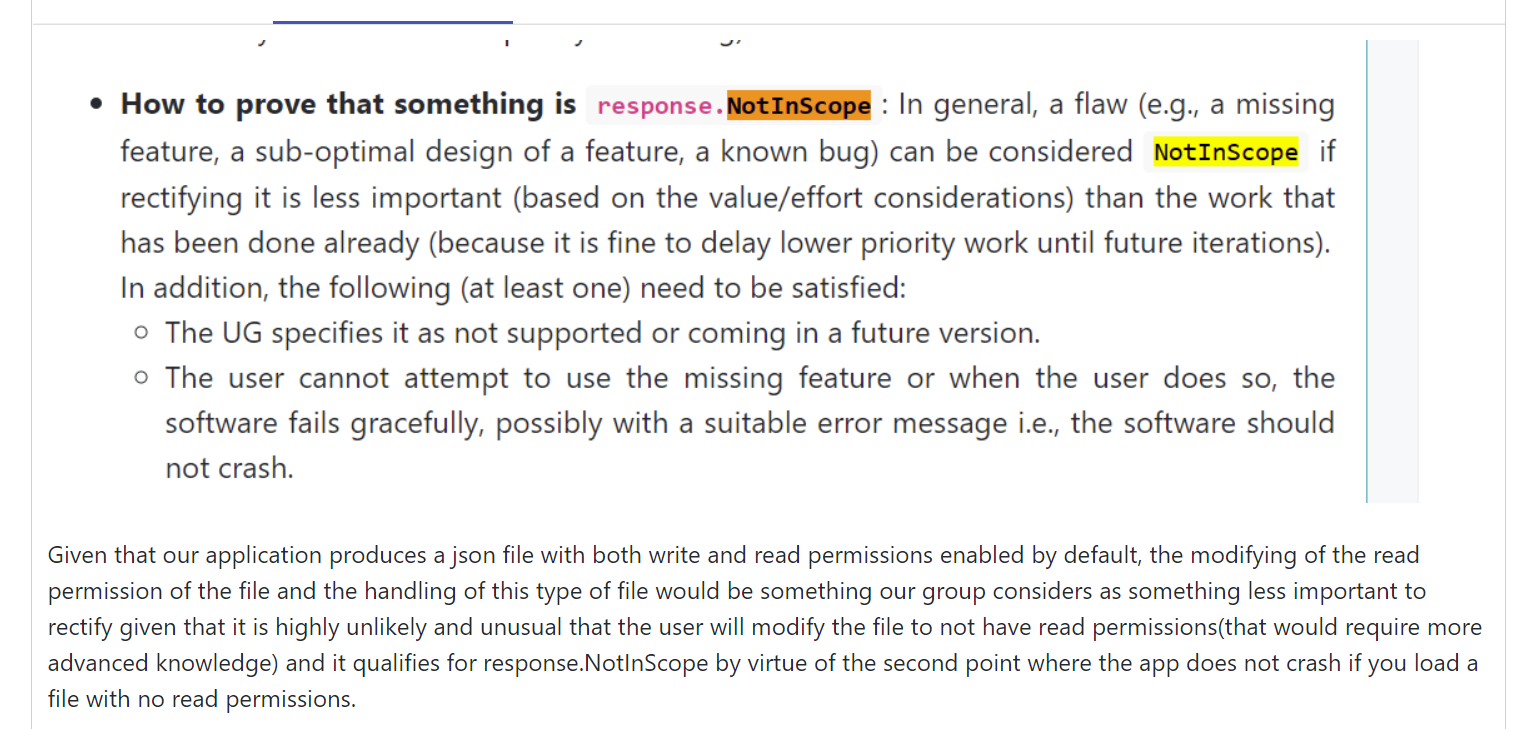 How to prove that something is response.NotInScope : In general, a flaw (e.g., a missing
feature, a sub-optimal design of a feature, a known bug) can be considered NotInScope if
rectifying it is less important (based on the value/effort considerations) than the work that
has been done already (because it is fine to delay lower priority work until future iterations).
In addition, the following (at least one) need to be satisfied:
The UG specifies it as not supported or coming in a future version.
The user cannot attempt to use the missing feature or when the user does so, the
software fails gracefully, possibly with a suitable error message i.e., the software should
not crash.
Given that our application produces a json file with both write and read permissions enabled by default, the modifying of the read
permission of the file and the handling of this type of file would be something our group considers as something less important to
rectify given that it is highly unlikely and unusual that the user will modify the file to not have read permissions(that would require more
advanced knowledge) and it qualifies for response.NotInScope by virtue of the second point where the app does not crash if you load a
file with no read permissions.